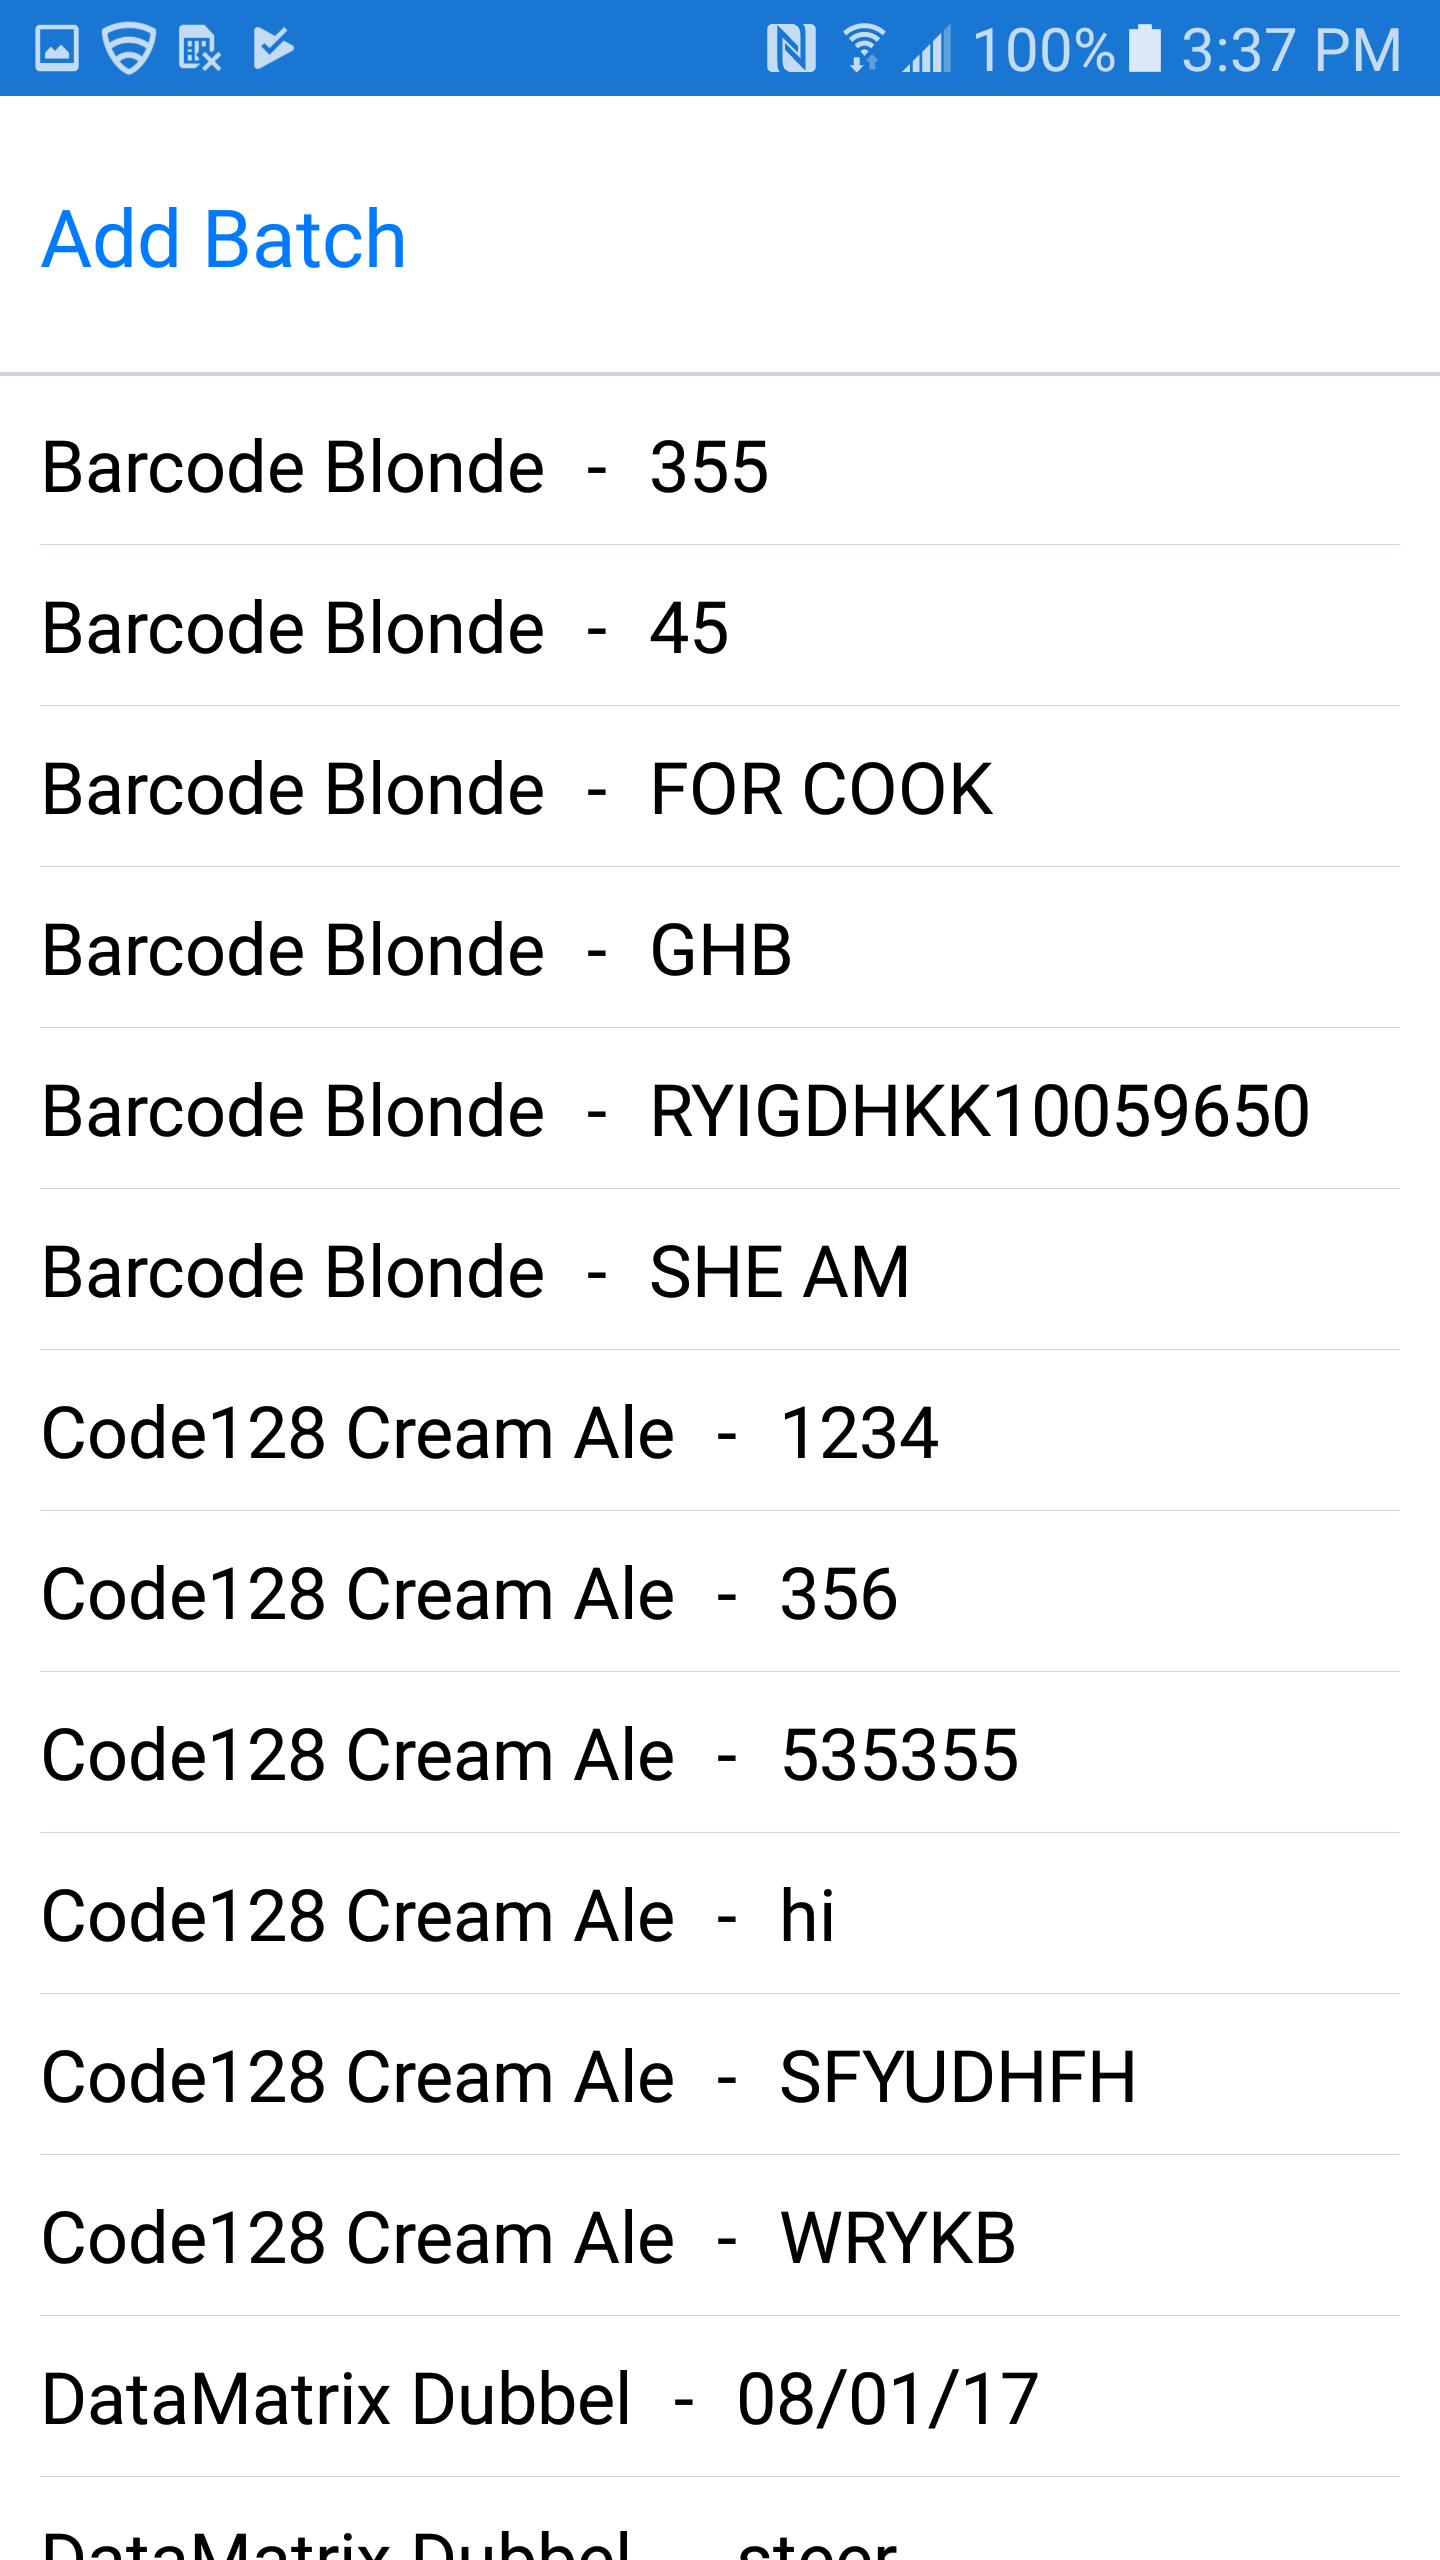 100% 3:37 PM
Add Batch
Barcode Blonde - 355
Barcode Blonde - 45
Barcode Blonde - FOR COOK
Barcode Blonde - GHB
Barcode Blonde - RYIGDHKK10059650
Barcode Blonde - SHE AM
Code128 Cream Ale - 1234
Code128 Cream Ale - 356
Code128 Cream Ale - 535355
Code128 Cream Ale - hi
Code128 Cream Ale - SFYUDHFH
Code128 Cream Ale - WRYKB
DataMatrix Dubbel - 08/01/17
DataMatrix Dubbel - steer